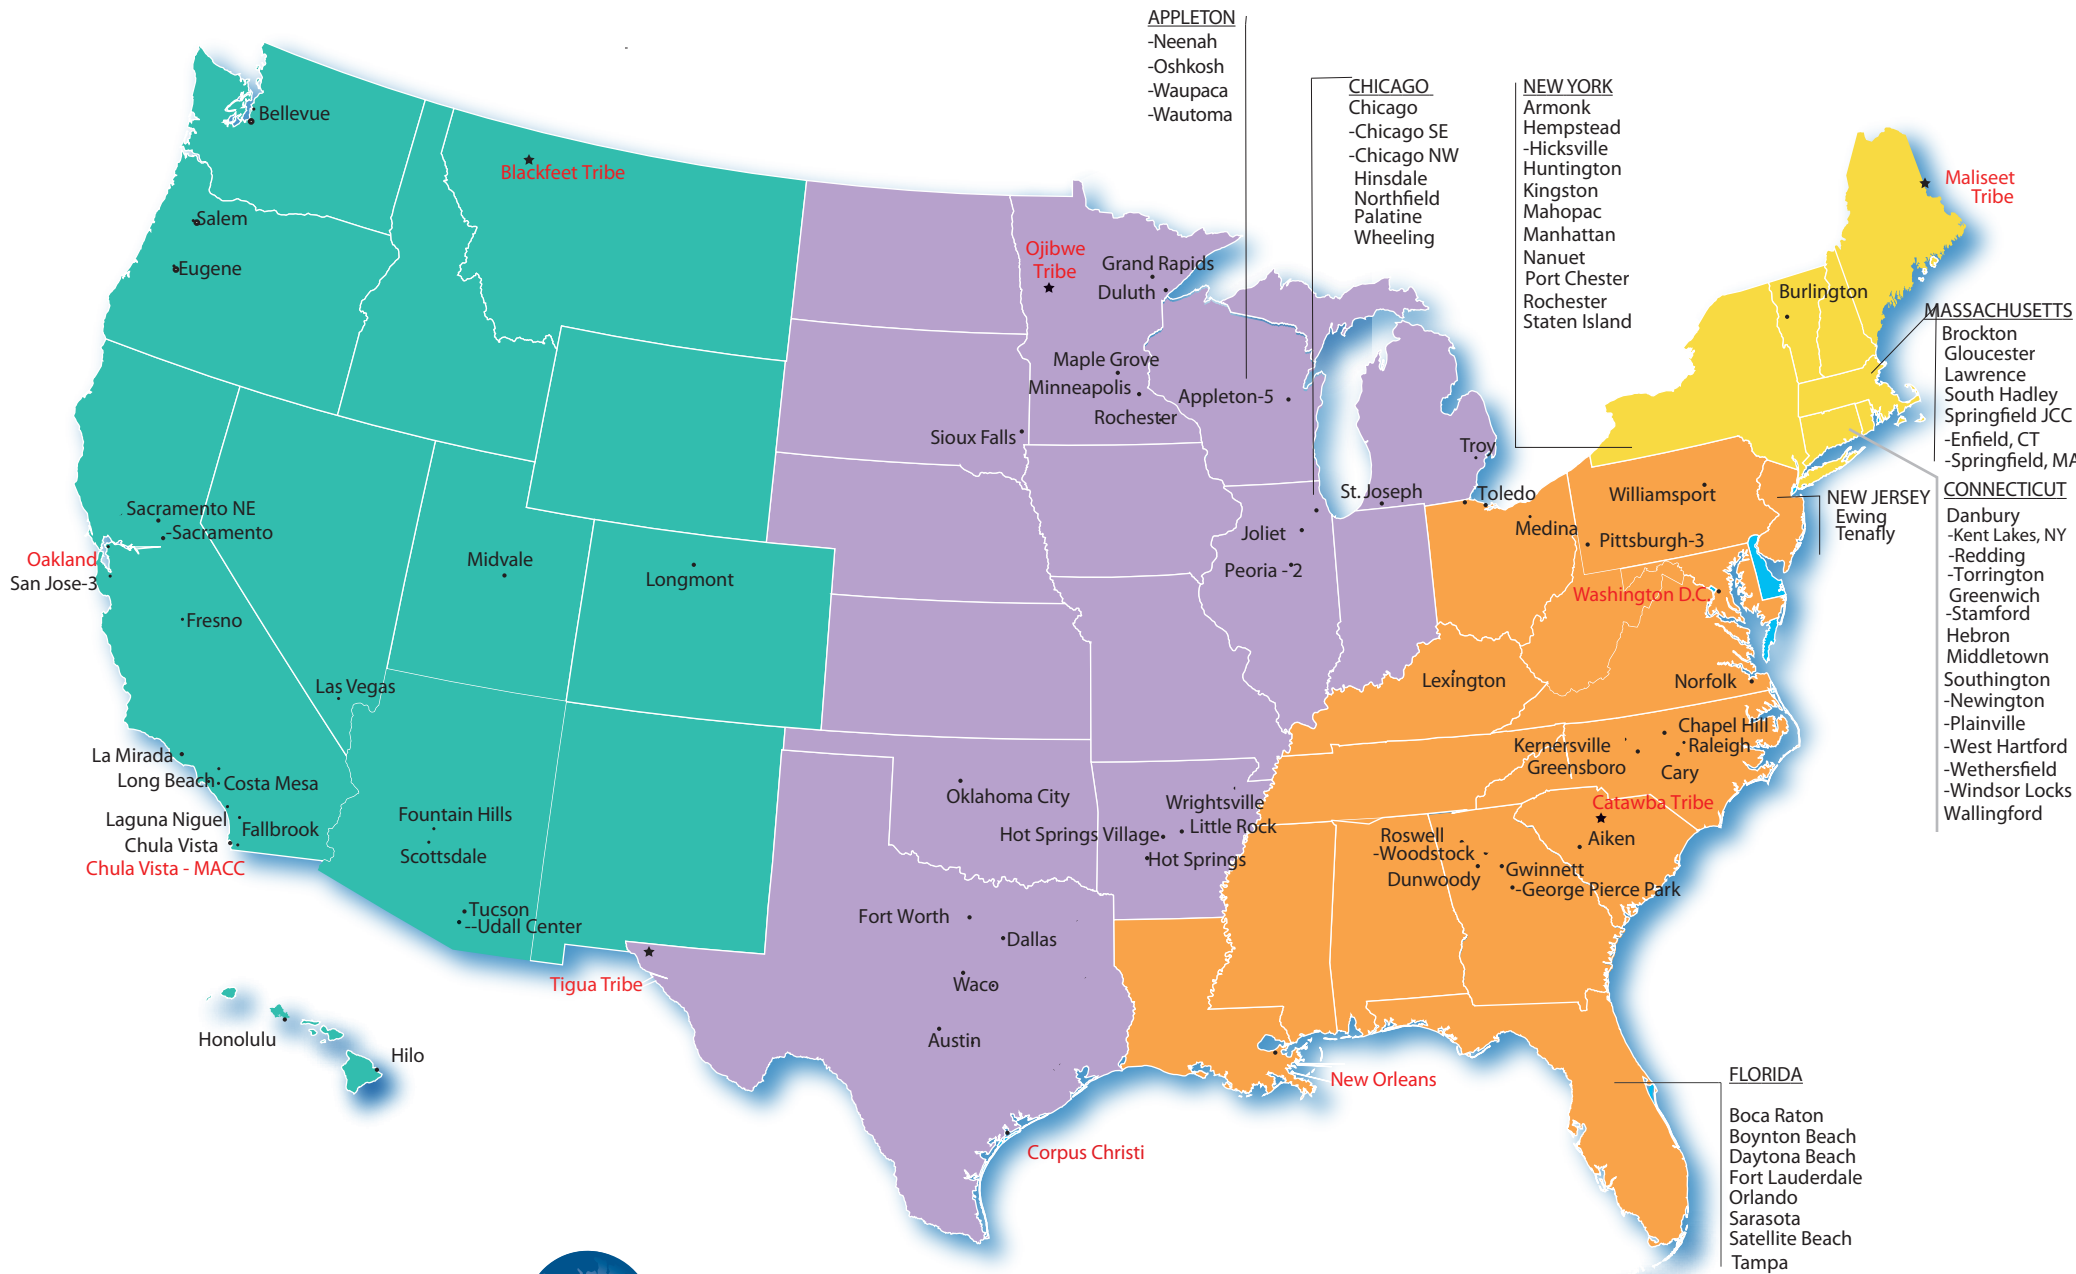 APPLETON
-Neenah
-Oshkosh
-Waupaca
-Wautoma
CHICAGO
Chicago
-Chicago SE
-Chicago NW
Hinsdale
Northfield
Palatine
Wheeling
NEW YORK
Armonk
Hempstead
-Hicksville
Huntington
Kingston
Mahopac
Manhattan
Nanuet
Port Chester
Rochester
Staten Island
Bellevue
Blackfeet Tribe
Salem
Eugene
Ojibwe
Tribe
Grand Rapids
Duluth
Maple Grove
Minneapolis
Rochester
Sioux Falls
Appleton-5
Troy
St. Joseph
Toledo
Medina
Joliet
Peoria -2
Maliseet
Tribe
Burlington
MASSACHUSETTS
Brockton
Gloucester
Lawrence
South Hadley
Springfield JCC
-Enfield, CT
-Springfield, MA
CONNECTICUT
Danbury
-Kent Lakes, NY
-Redding
-Torrington
Greenwich
-Stamford
Hebron
Middletown
Southington
-Newington
-Plainville
-West Hartford
-Wethersfield
-Windsor Locks
Wallingford
NEW JERSEY
Ewing
Tenafly
Williamsport
Pittsburgh-3
Washington D.C.
Sacramento NE
-Sacramento
Oakland
San Jose-3
Fresno
Midvale
Longmont
Las Vegas
La Mirada
Long Beach
Costa Mesa
Laguna Niguel
Fallbrook
Chula Vista
Chula Vista - MACC
Fountain Hills
Scottsdale
Tucson
--Udall Center
Honolulu
Hilo
Oklahoma City
Wrightsville
Little Rock
Hot Springs Village
Hot Springs
Fort Worth
Dallas
Waco
Austin
Tigua Tribe
Corpus Christi
New Orleans
Lexington
Norfolk
Chapel Hill
Kernersville
Raleigh
Greensboro
Cary
Catawba Tribe
Aiken
Roswell
-Woodstock
Dunwoody
Gwinnett
-George Pierce Park
FLORIDA
Boca Raton
Boynton Beach
Daytona Beach
Fort Lauderdale
Orlando
Sarasota
Satellite Beach
Tampa